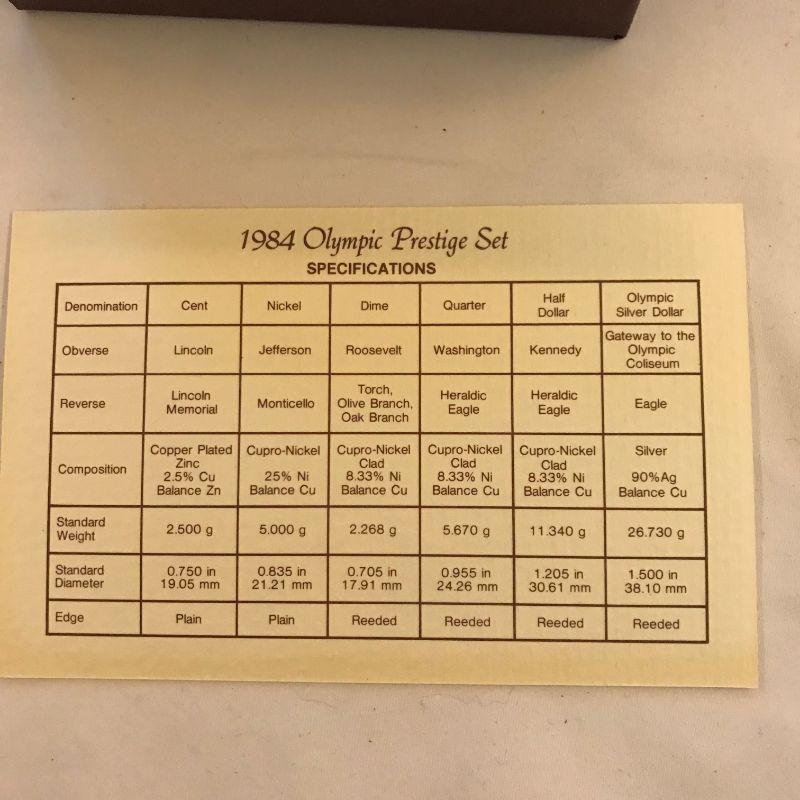 1984 Olympic Prestige Set
SPECIFICATIONS
Denomination Cent Nickel Dime Quarter Half Dollar Olympic Silver Dollar
Obverse Lincoln Jefferson Roosevelt Washington Kennedy Gateway to the Olympic Coliseum
Reverse Lincoln Memorial Monticello Torch, Olive Branch, Oak Branch Heraldic Eagle Heraldic Eagle Eagle
Composition Copper Plated Zinc 2.5% Cu Balance Zn Cupro-Nickel 25% Ni Balance Cu Cupro-Nickel Clad 8.33% Ni Balance Cu Cupro-Nickel Clad 8.33% Ni Balance Cu Cupro-Nickel Clad 8.33% Ni Balance Cu Silver 90%Ag Balance Cu
Standard Weight 2.500 g 5.000 g 2.268 g 5.670 g 11.340 g 26.730 g
Standard Diameter 0.750 in 19.05 mm 0.835 in 21.21 mm 0.705 in 17.91 mm 0.955 in 24.26 mm 1.205 in 30.61 mm 1.500 in 38.10 mm
Edge Plain Plain Reeded Reeded Reeded Reeded